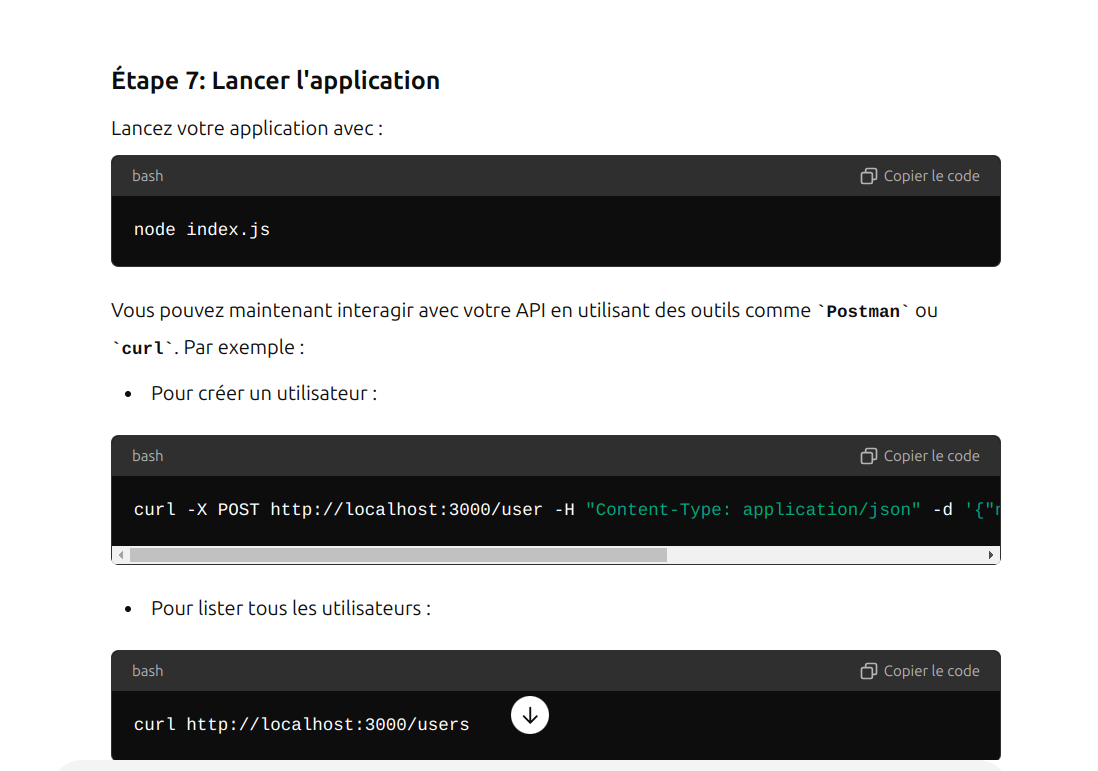 Étape 7: Lancer l'application
Lancez votre application avec :
bash
Copier le code
node index.js
Vous pouvez maintenant interagir avec votre API en utilisant des outils comme `Postman` ou
`curl`. Par exemple :
• Pour créer un utilisateur :
bash
Copier le code
curl -X POST http://localhost:3000/user -H "Content-Type: application/json" -d '{"
• Pour lister tous les utilisateurs :
bash
Copier le code
curl http://localhost:3000/users